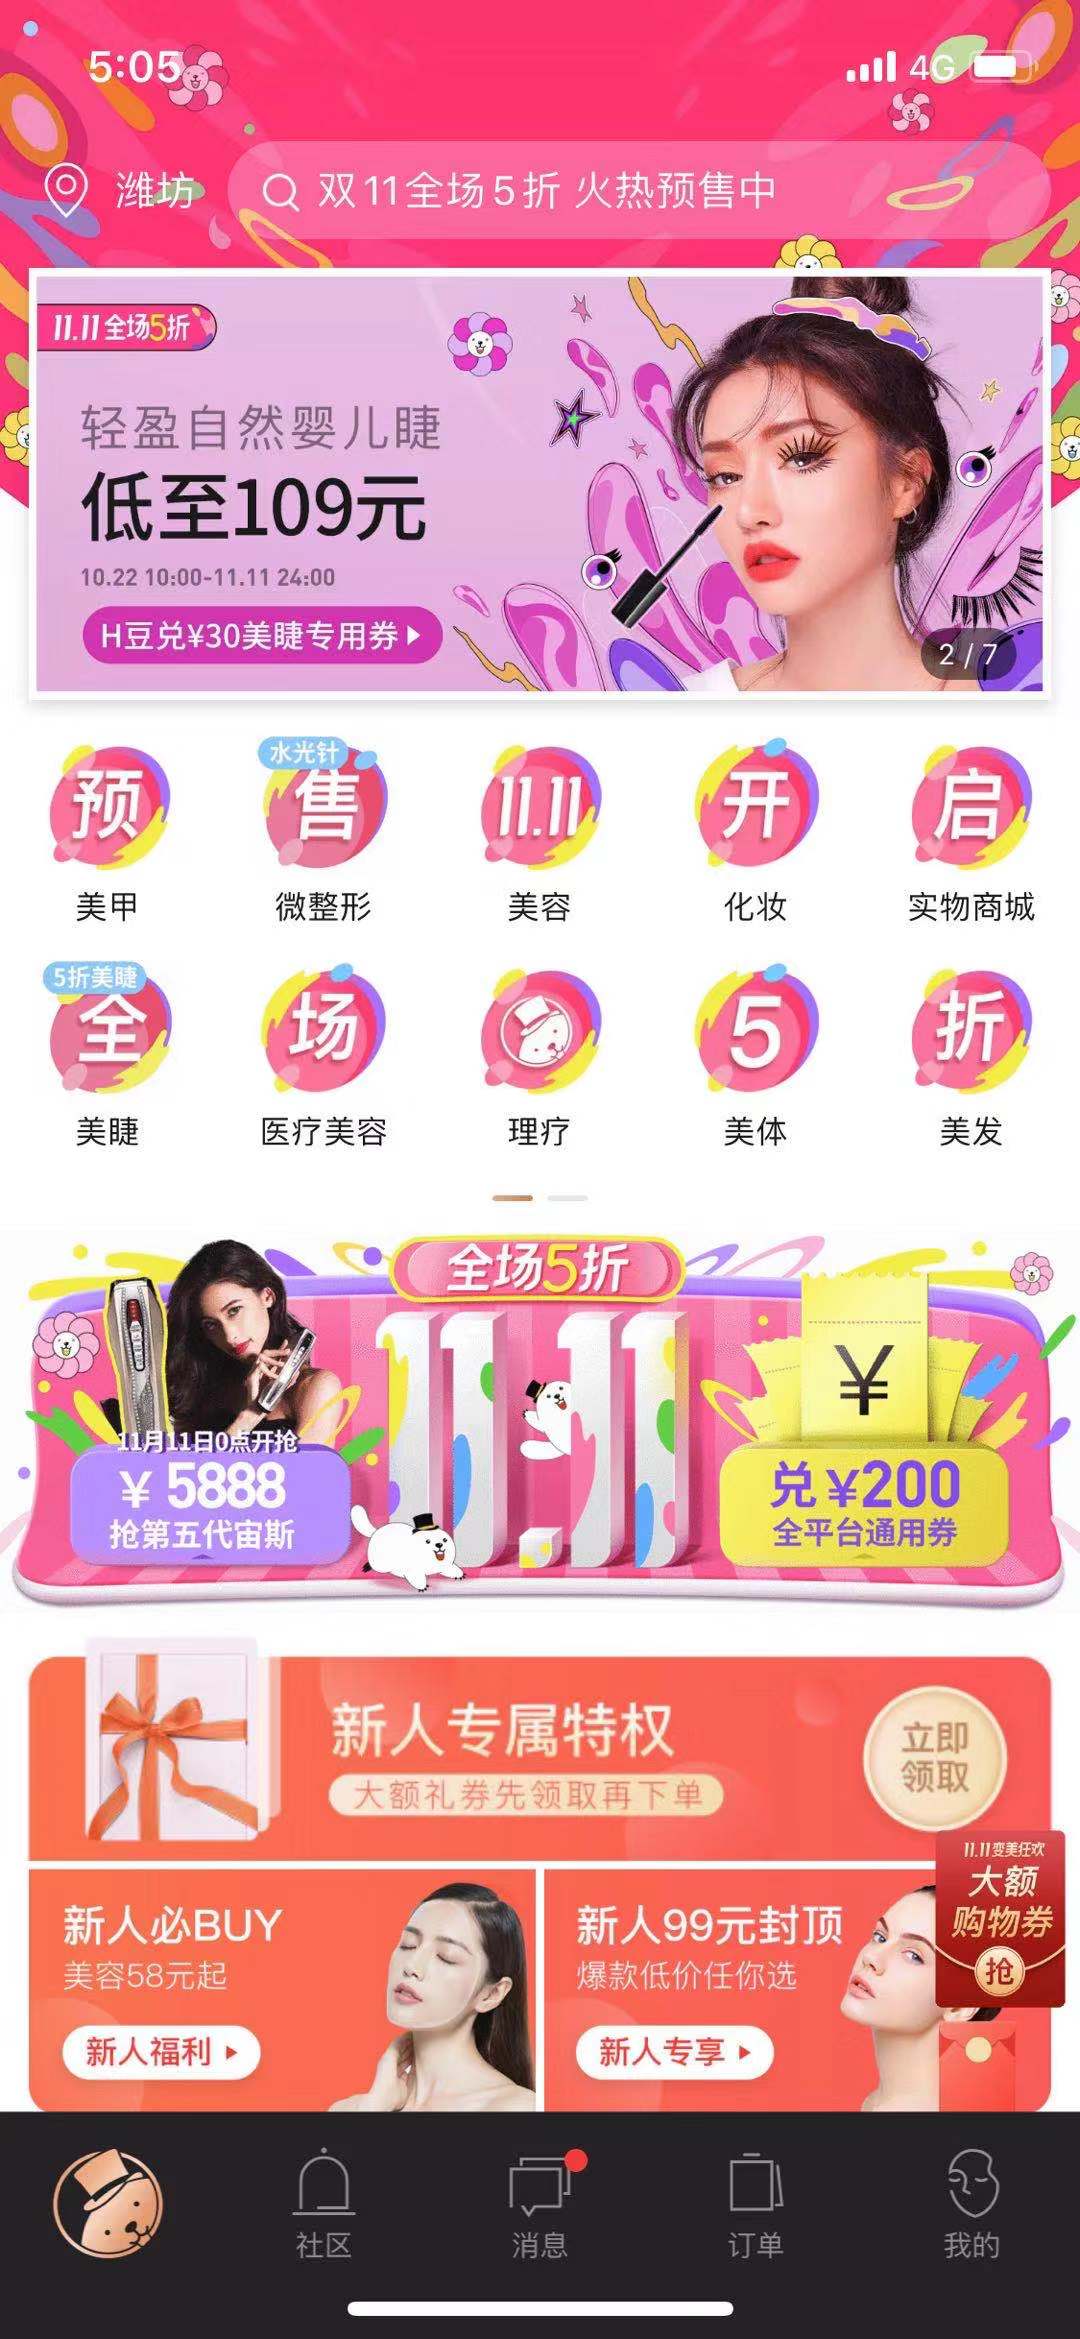 5:05
4G
潍坊
双11全场5折 火热预售中
11.11全场5折
轻盈自然婴儿睫
低至109元
10.22 10:00-11.11 24:00
H豆兑¥30美睫专用券
2 / 7
预
水光针
售
11.11
开
启
美甲
微整形
美容
化妆
实物商城
5折美睫
全
场
5
折
美睫
医疗美容
理疗
美体
美发
全场5折
11.11
¥
11月11日0点开抢
¥ 5888
抢第五代宙斯
兑¥200
全平台通用券
新人专属特权
大额礼券先领取再下单
立即
领取
11.11变美狂欢
大额
购物券
抢
新人必BUY
美容58元起
新人福利
新人99元封顶
爆款低价任你选
新人专享
社区
消息
订单
我的